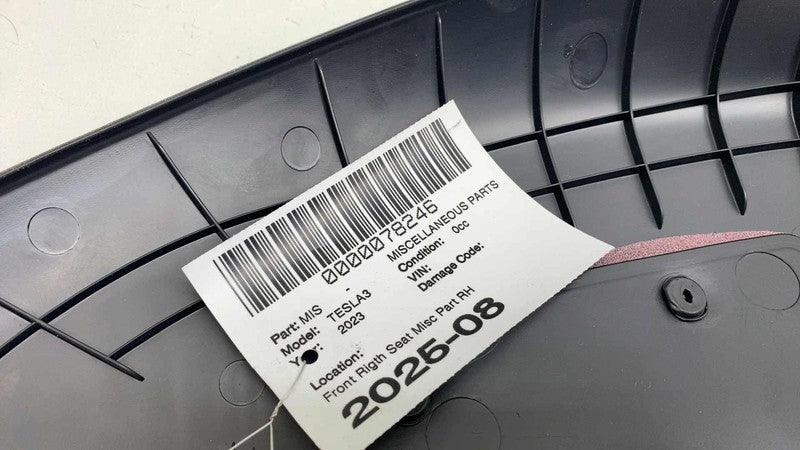 0000078246
Part: MIS - MISCELLANEOUS PARTS
Model: TESLA3 Condition: 0cc
Year: 2023 VIN:
Damage Code:
Location:
Front Rigth Seat Misc Part RH
2025-08